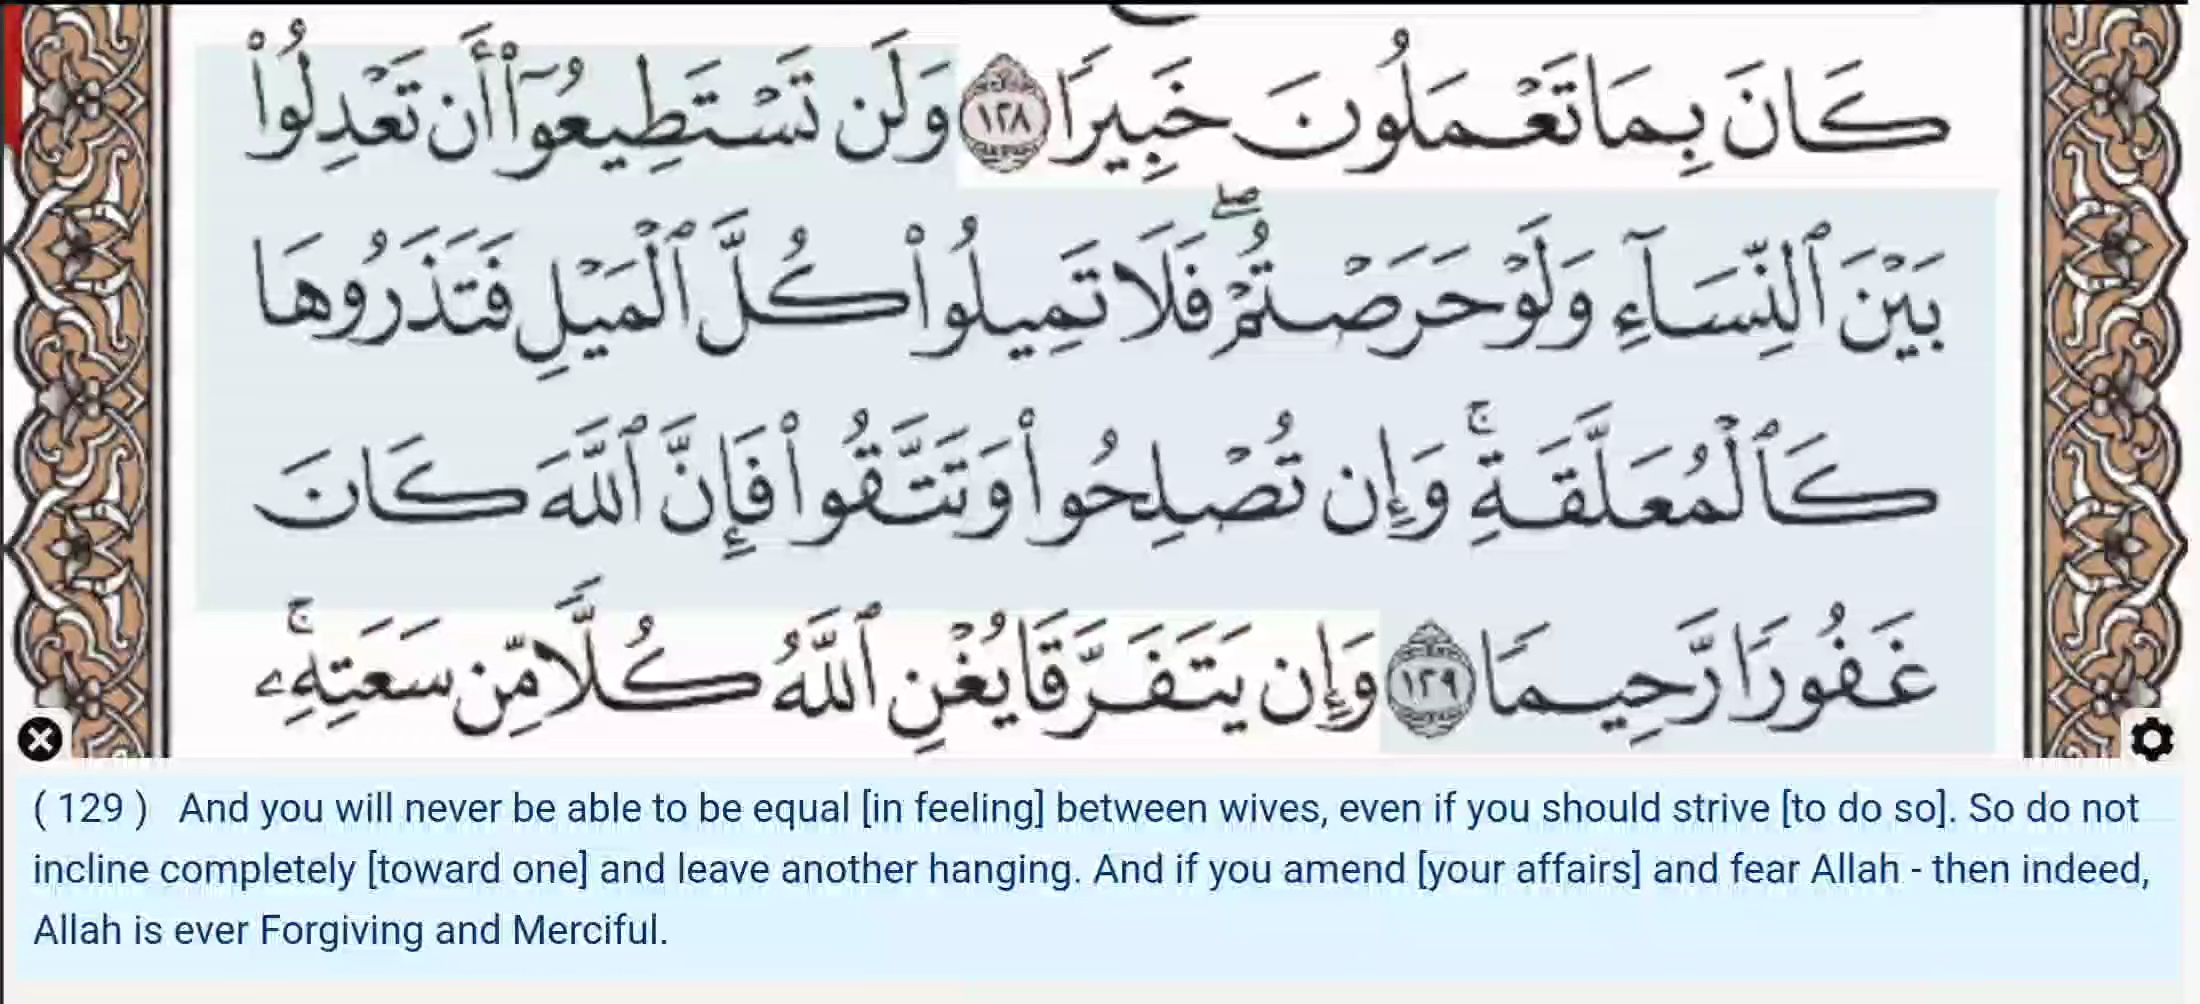 كَانَ بِمَا تَعْمَلُونَ خَبِيرًا ١٢٨ وَلَن تَسْتَطِيعُوٓا۟ أَن تَعْدِلُوا۟
بَيْنَ ٱلنِّسَآءِ وَلَوْ حَرَصْتُمْ ۖ فَلَا تَمِيلُوا۟ كُلَّ ٱلْمَيْلِ فَتَذَرُوهَا
كَٱلْمُعَلَّقَةِ ۚ وَإِن تُصْلِحُوا۟ وَتَتَّقُوا۟ فَإِنَّ ٱللَّهَ كَانَ
غَفُورًا رَّحِيمًا ١٢٩ وَإِن يَتَفَرَّقَا يُغْنِ ٱللَّهُ كُلًّا مِّن سَعَتِهِۦ ۚ
( 129 ) And you will never be able to be equal [in feeling] between wives, even if you should strive [to do so]. So do not
incline completely [toward one] and leave another hanging. And if you amend [your affairs] and fear Allah - then indeed,
Allah is ever Forgiving and Merciful.